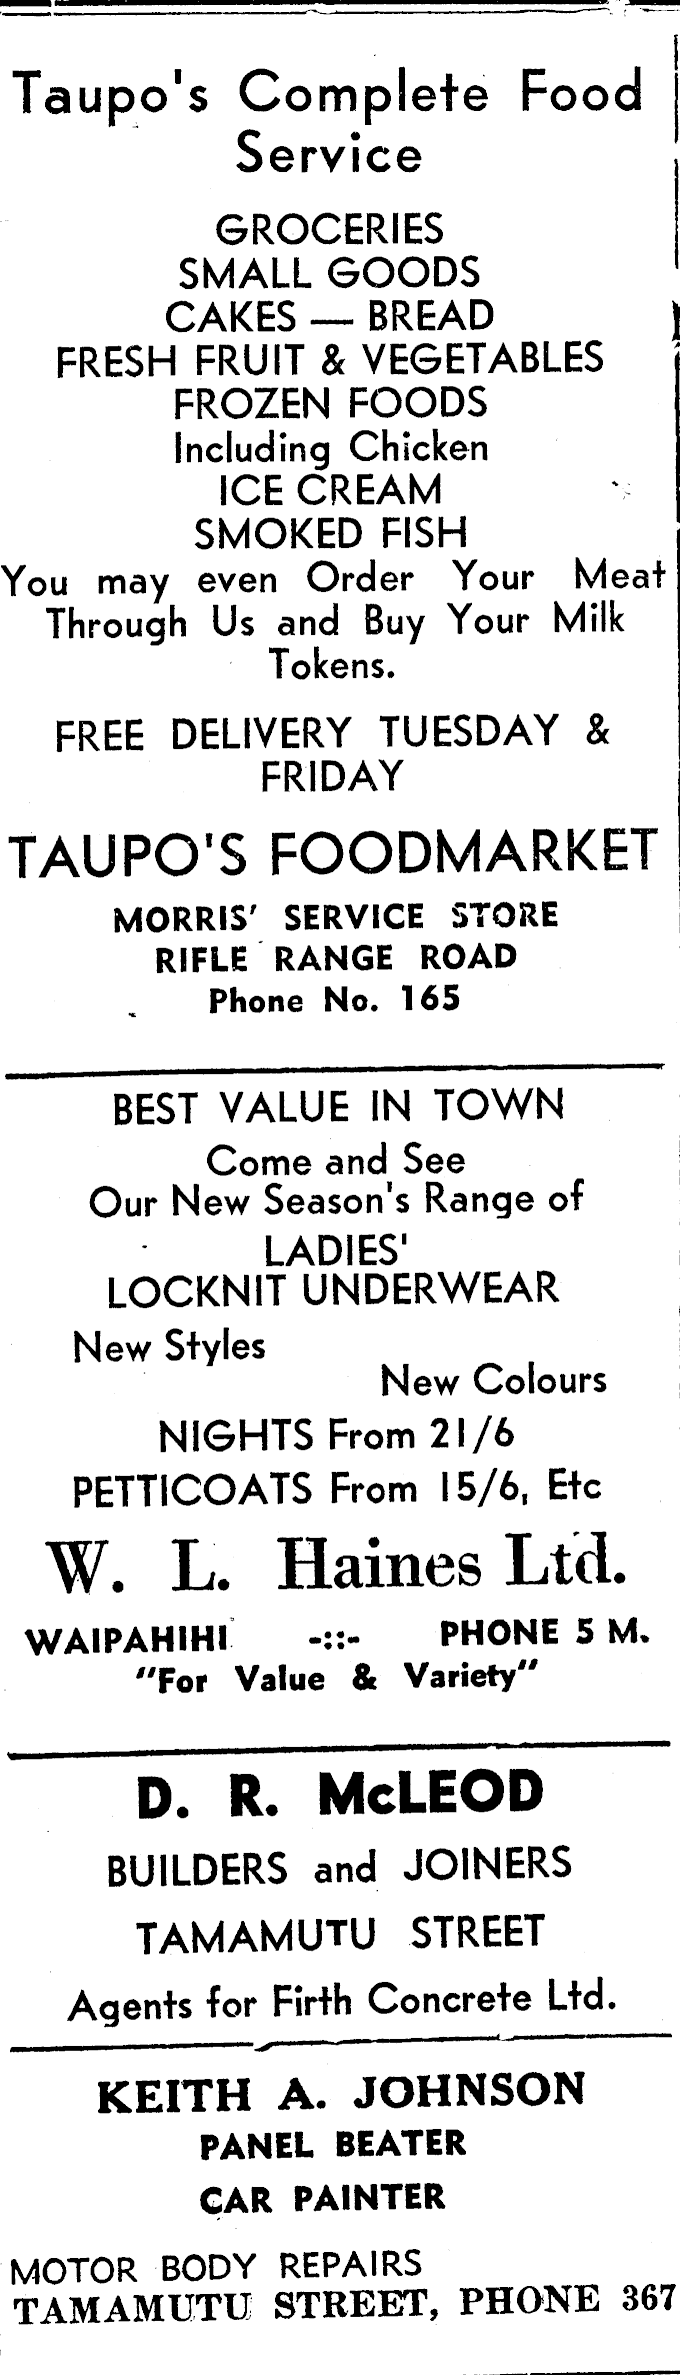 Taupo's Complete Food
Service
GROCERIES
SMALL GOODS
CAKES — BREAD
FRESH FRUIT & VEGETABLES
FROZEN FOODS
Including Chicken
ICE CREAM
SMOKED FISH
You may even Order Your Meat
Through Us and Buy Your Milk
Tokens.
FREE DELIVERY TUESDAY &
FRIDAY
TAUPO'S FOODMARKET
MORRIS' SERVICE STORE
RIFLE RANGE ROAD
Phone No. 165
BEST VALUE IN TOWN
Come and See
Our New Season's Range of
LADIES'
LOCKNIT UNDERWEAR
New Styles
New Colours
NIGHTS From 21/6
PETTICOATS From 15/6, Etc
W. L. Haines Ltd.
WAIPAHIHI -::- PHONE 5 M.
"For Value & Variety"
D. R. McLEOD
BUILDERS and JOINERS
TAMAMUTU STREET
Agents for Firth Concrete Ltd.
KEITH A. JOHNSON
PANEL BEATER
CAR PAINTER
MOTOR BODY REPAIRS
TAMAMUTU STREET, PHONE 367